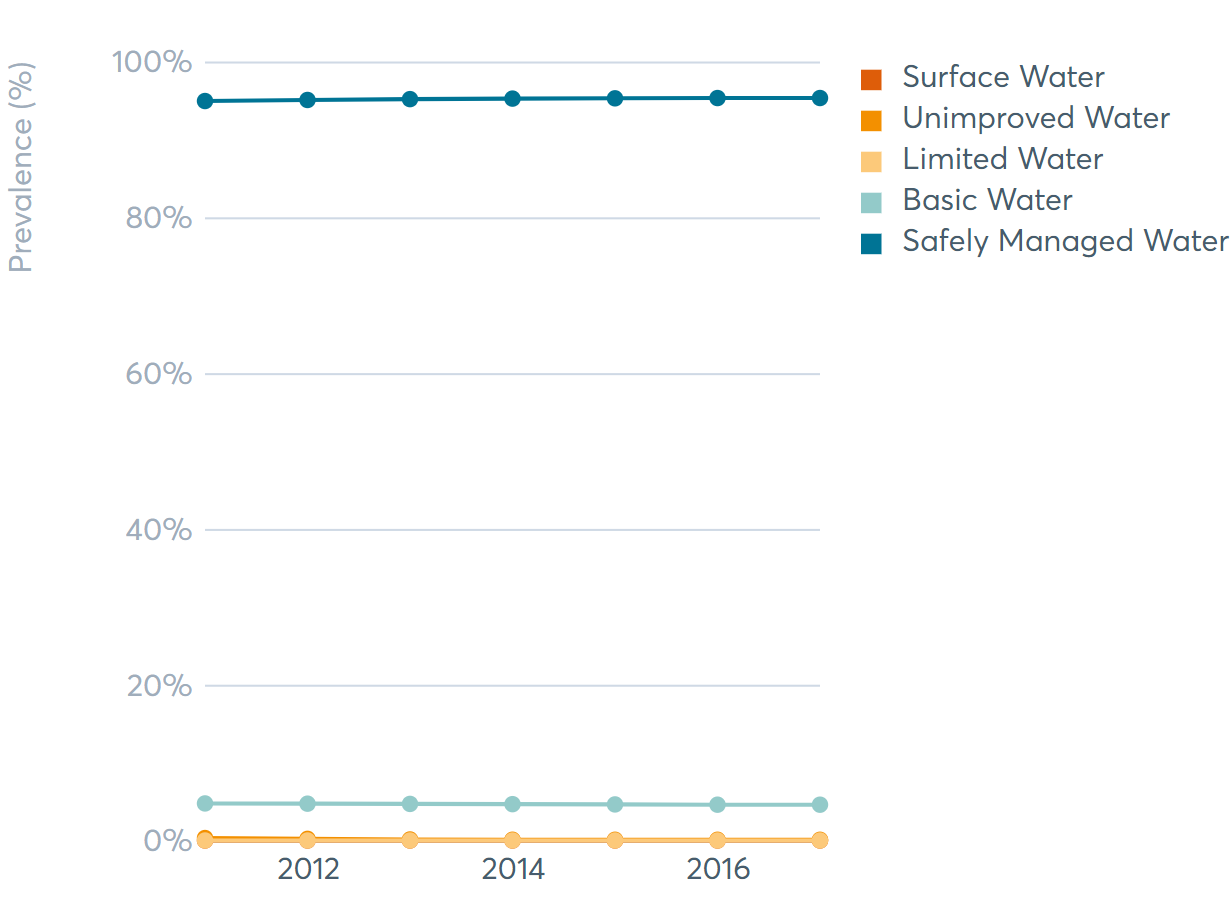 Prevalence (%)
100%
80%
60%
40%
20%
0%
2012
2014
2016
Surface Water
Unimproved Water
Limited Water
Basic Water
Safely Managed Water